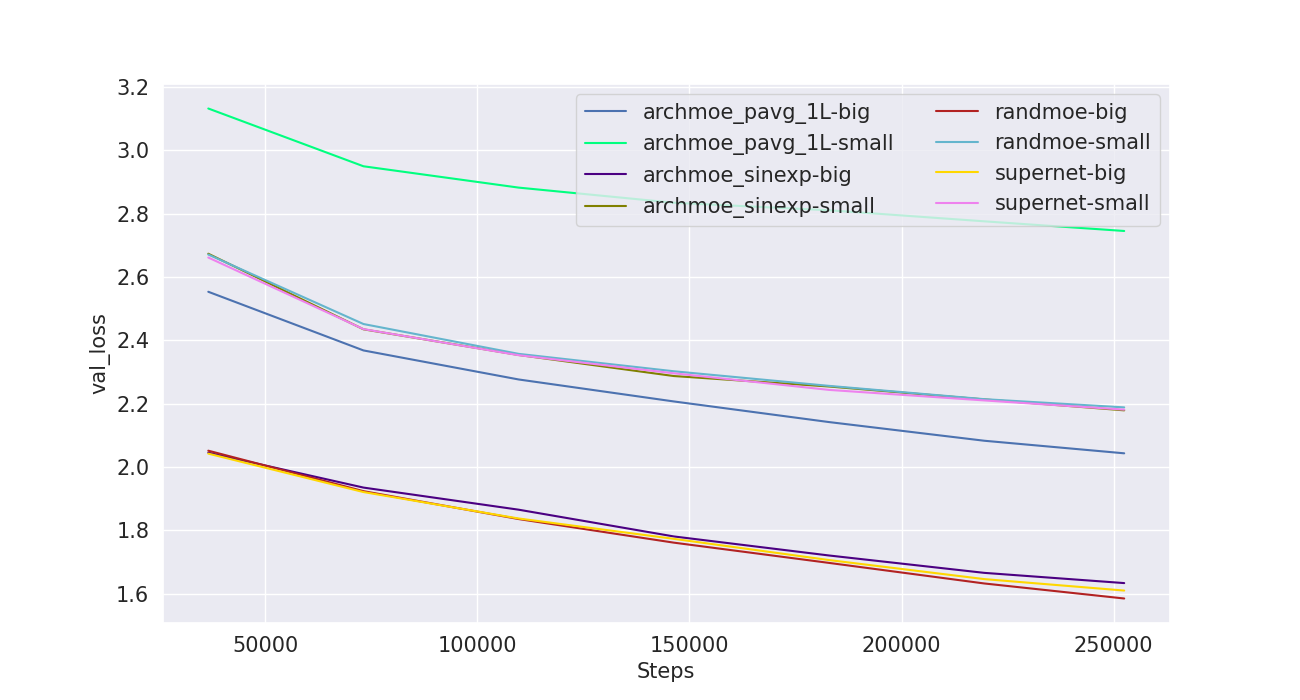 3.2
3.0
2.8
2.6
2.4
2.2
2.0
1.8
1.6
val_loss
archmoe_pavg_1L-big
archmoe_pavg_1L-small
archmoe_sinexp-big
archmoe_sinexp-small
randmoe-big
randmoe-small
supernet-big
supernet-small
50000 100000 150000 200000 250000
Steps